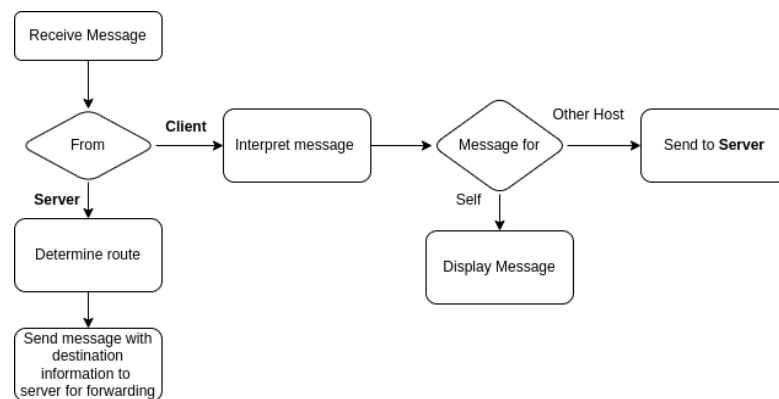 Receive Message
From
Client
Interpret message
Message for
Other Host
Send to Server
Server
Self
Determine route
Display Message
Send message with
destination
information to
server for forwarding